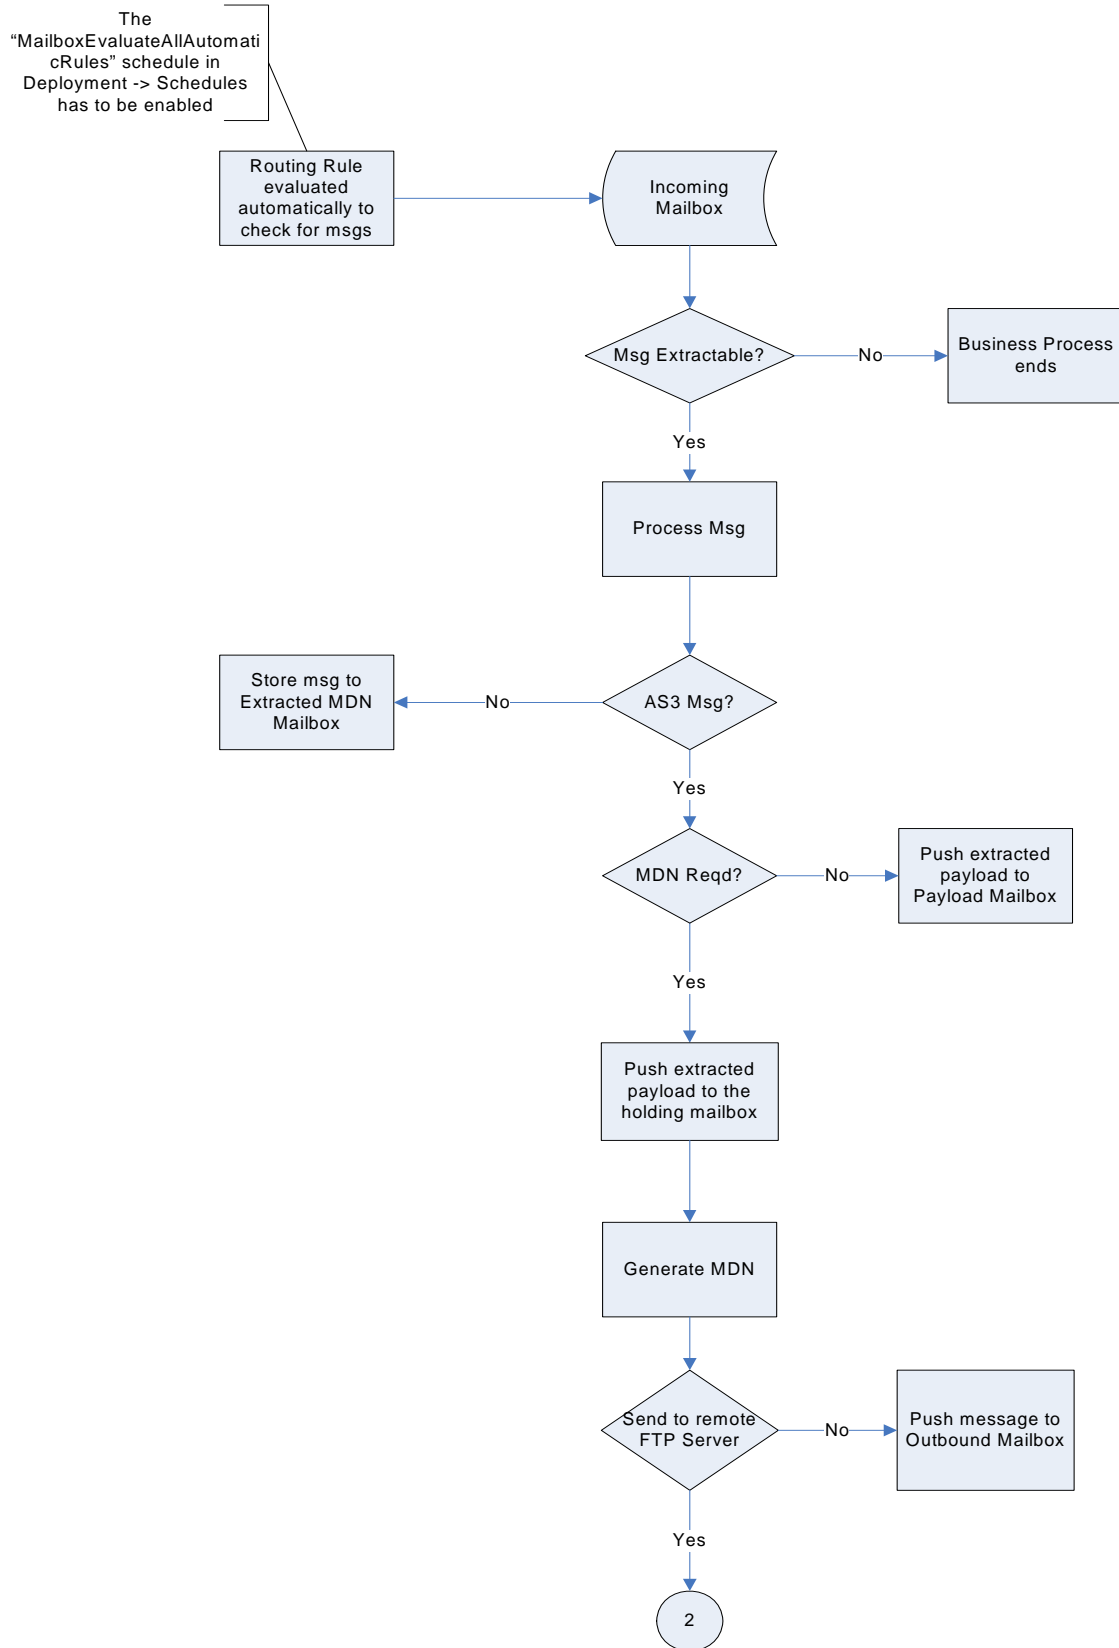 The
“MailboxEvaluateAllAutomati
cRules” schedule in
Deployment -> Schedules
has to be enabled
Routing Rule
evaluated
automatically to
check for msgs
Incoming
Mailbox
Msg Extractable?
No
Business Process
ends
Yes
Process Msg
Store msg to
Extracted MDN
Mailbox
No
AS3 Msg?
Yes
MDN Reqd?
No
Push extracted
payload to
Payload Mailbox
Yes
Push extracted
payload to the
holding mailbox
Generate MDN
Send to remote
FTP Server
No
Push message to
Outbound Mailbox
Yes
2